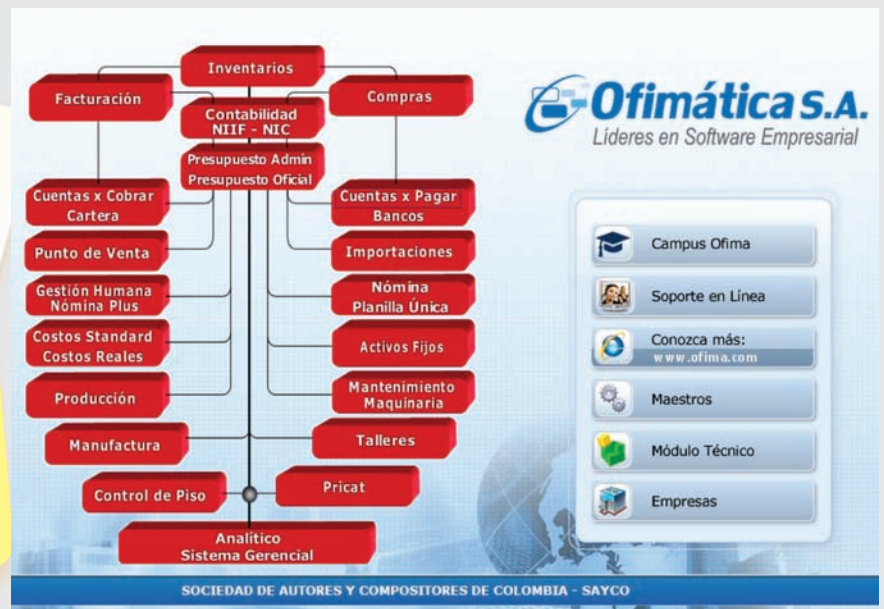 Inventarios
Facturación
Compras
Contabilidad
NIIF - NIC
Presupuesto Admin
Presupuesto Oficial
Cuentas x Cobrar
Cartera
Cuentas x Pagar
Bancos
Punto de Venta
Importaciones
Gestión Humana
Nómina Plus
Nómina
Planilla Única
Costos Standard
Costos Reales
Activos Fijos
Producción
Mantenimiento
Maquinaria
Manufactura
Talleres
Control de Piso
Pricat
Analítico
Sistema Gerencial
Ofimática S.A.
Líderes en Software Empresarial
Campus Ofima
Soporte en Línea
Conozca más:
www.ofima.com
Maestros
Módulo Técnico
Empresas
SOCIEDAD DE AUTORES Y COMPOSITORES DE COLOMBIA - SAYCO